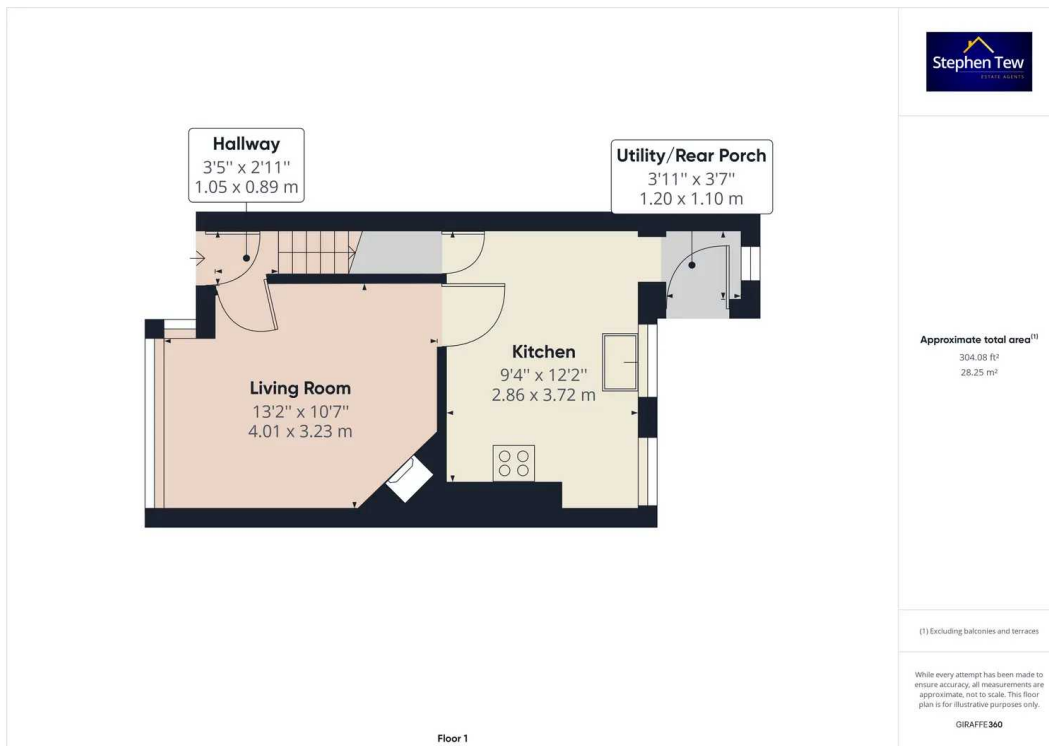 Stephen Tew
ESTATE AGENTS
Hallway
3'5" x 2'11"
1.05 x 0.89 m
Utility/Rear Porch
3'11" x 3'7"
1.20 x 1.10 m
Kitchen
9'4" x 12'2"
2.86 x 3.72 m
Living Room
13'2" x 10'7"
4.01 x 3.23 m
Floor 1
Approximate total area(1)
304.08 ft²
28.25 m²
(1) Excluding balconies and terraces
While every attempt has been made to
ensure accuracy, all measurements are
approximate, not to scale. This floor
plan is for illustrative purposes only.
GIRAFFE360